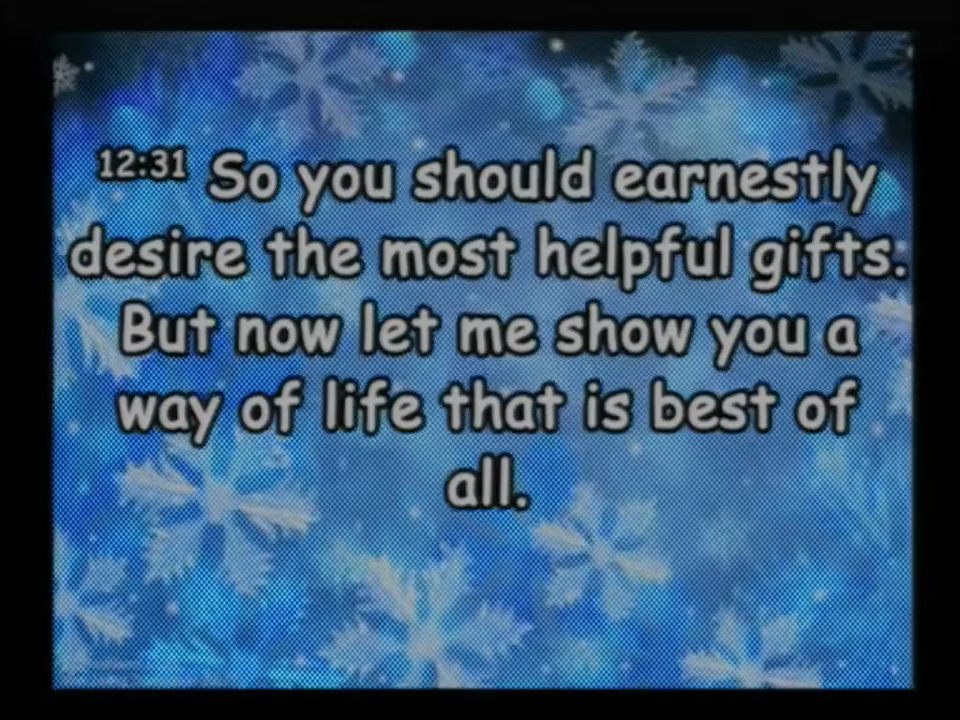 12:31 So you should earnestly
desire the most helpful gifts.
But now let me show you a
way of life that is best of
all.